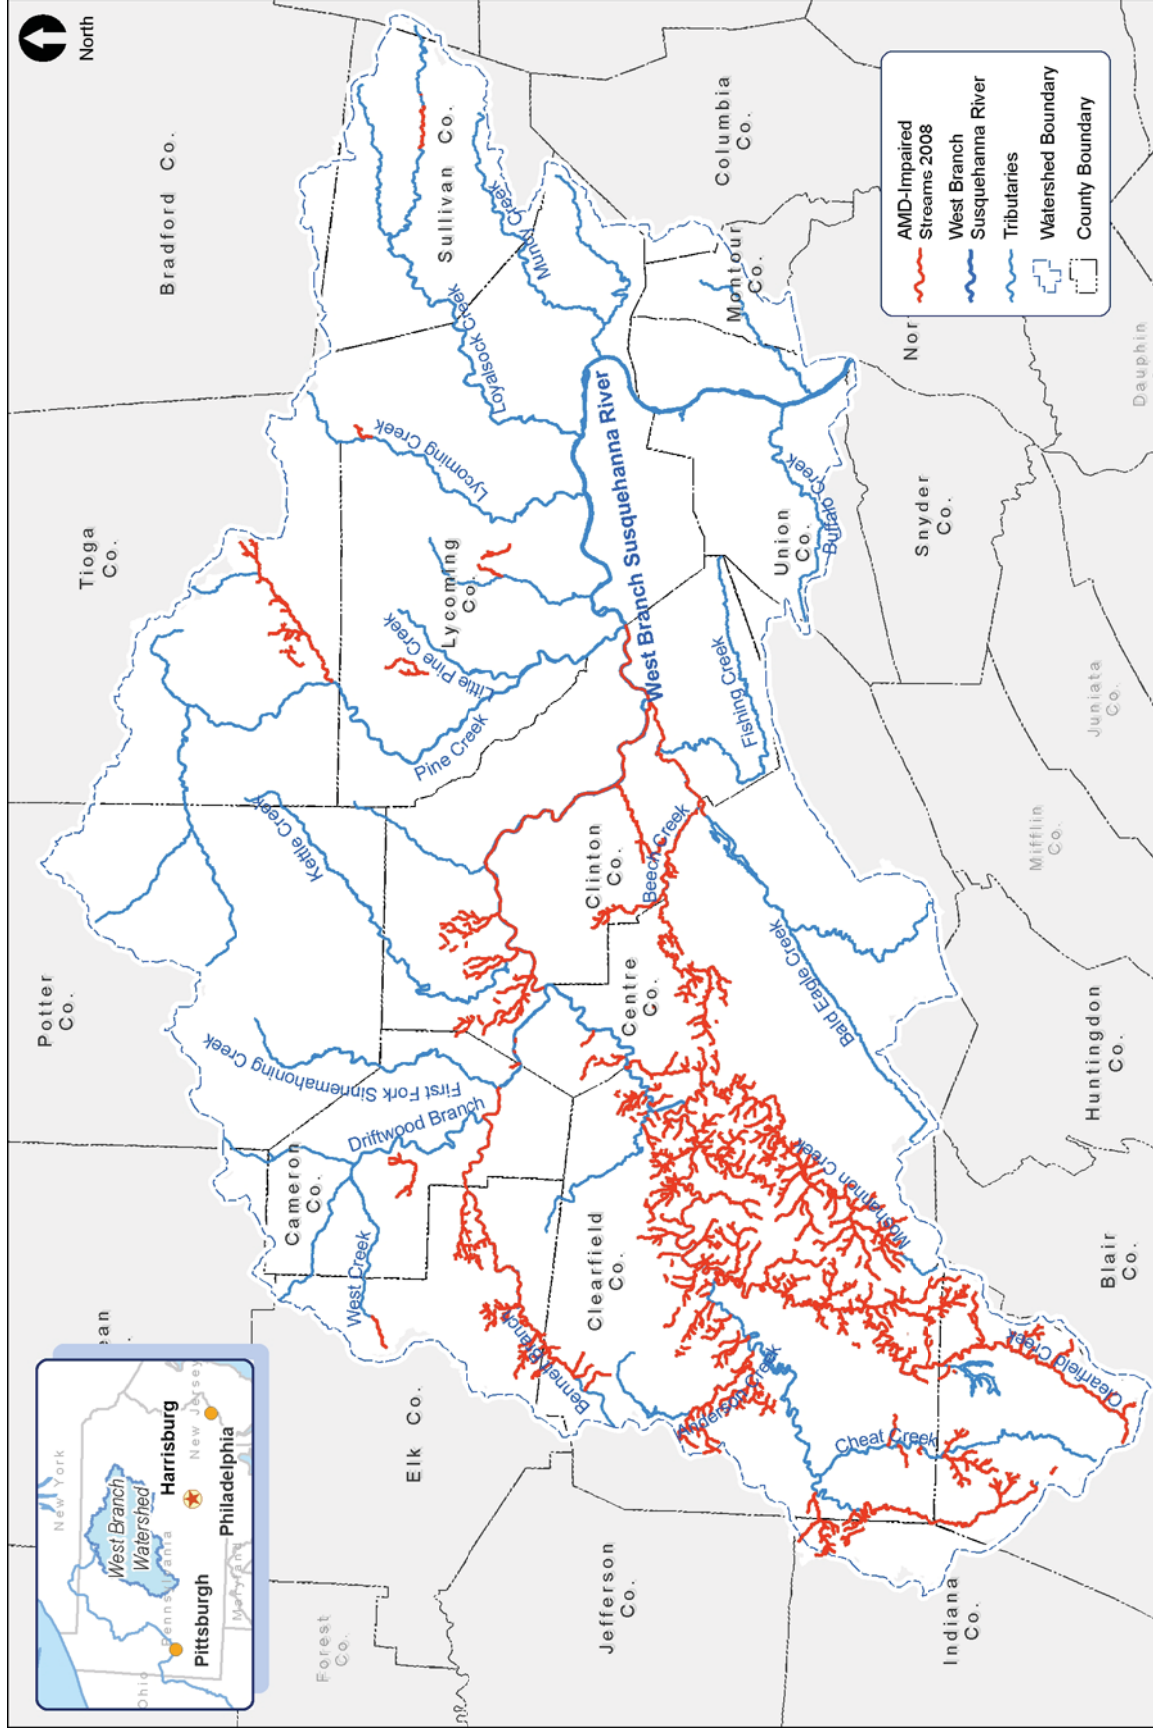 North
Bradford Co.
Tioga
Co.
Potter
Co.
ean
Sullivan Co.
Columbia
Co.
Montour
Co.
Nor
Dauphin
Lycoming
Co.
Union
Co.
Snyder
Co.
Juniata
Co.
Mifflin
Co.
Clinton
Co.
Centre
Co.
Huntingdon
Co.
Cameron
Co.
Clearfield
Co.
Blair
Co.
Elk Co.
Forest
Co.
Jefferson
Co.
Indiana
Co.
Loyalsock Creek
Muncy Creek
Lycoming Creek
Little Pine Creek
Pine Creek
Kettle Creek
First Fork Sinnemahoning Creek
Driftwood Branch
West Creek
Bennett Branch
West Branch Susquehanna River
Buffalo Creek
Fishing Creek
Beech Creek
Bald Eagle Creek
Moshannon Creek
Anderson Creek
Cheat Creek
Clearfield Creek
AMD-Impaired
Streams 2008
West Branch
Susquehanna River
Tributaries
Watershed Boundary
County Boundary
New York
West Branch
Watershed
Harrisburg
New Jersey
Pennsylvania
Philadelphia
Pittsburgh
Maryland
Ohio